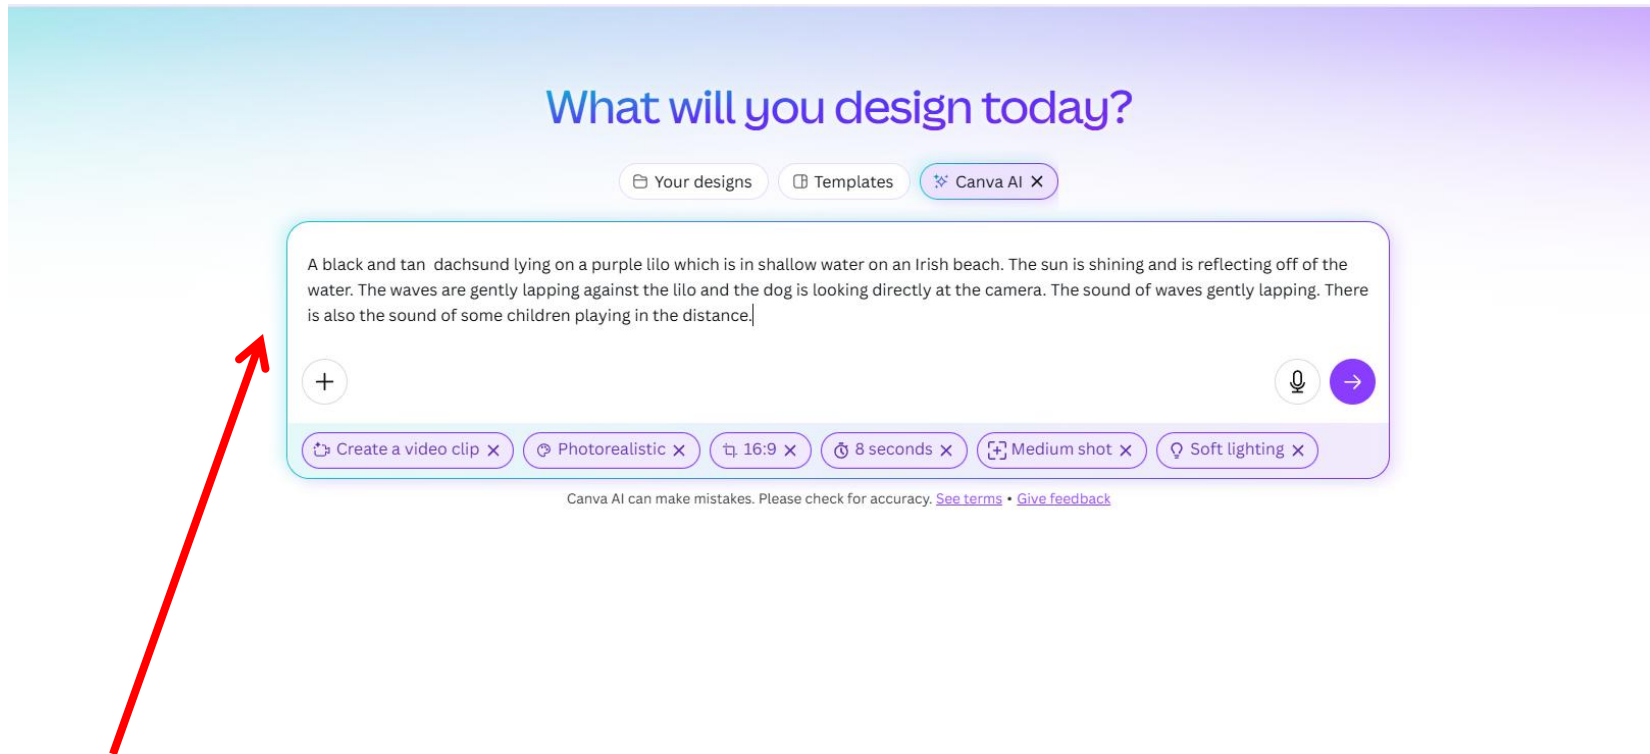 What will you design today?
Your designs Templates Canva AI
A black and tan  dachsund lying on a purple lilo which is in shallow water on an Irish beach. The sun is shining and is reflecting off of the
water. The waves are gently lapping against the lilo and the dog is looking directly at the camera. The sound of waves gently lapping. There
is also the sound of some children playing in the distance.
Create a video clip Photorealistic 16:9 8 seconds Medium shot Soft lighting
Canva AI can make mistakes. Please check for accuracy. See terms • Give feedback